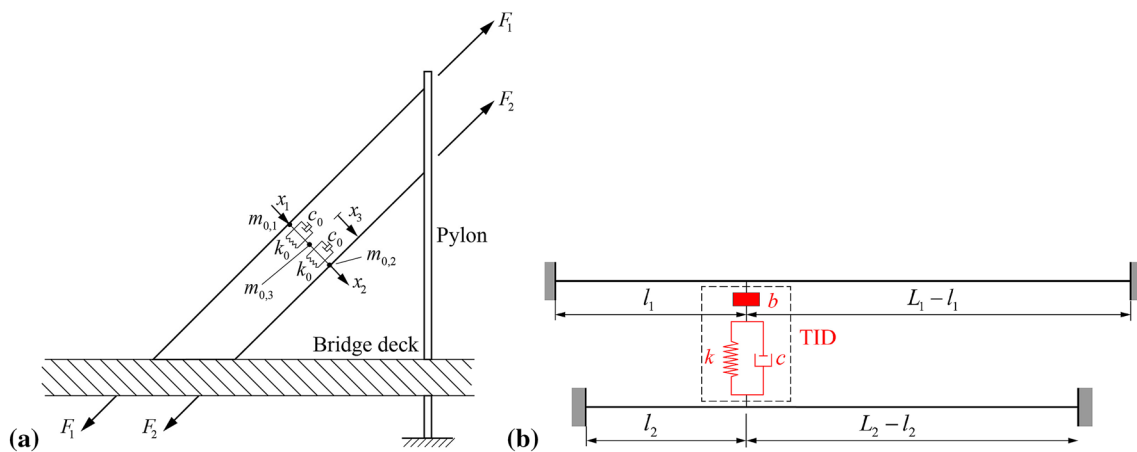 F₁
F₂
x₁
c₀
x₃
m₀,₁
k₀
c₀
Pylon
k₀
m₀,₂
m₀,₃
x₂
Bridge deck
F₁
F₂
(a)
b
l₁
L₁ − l₁
TID
k
c
l₂
L₂ − l₂
(b)